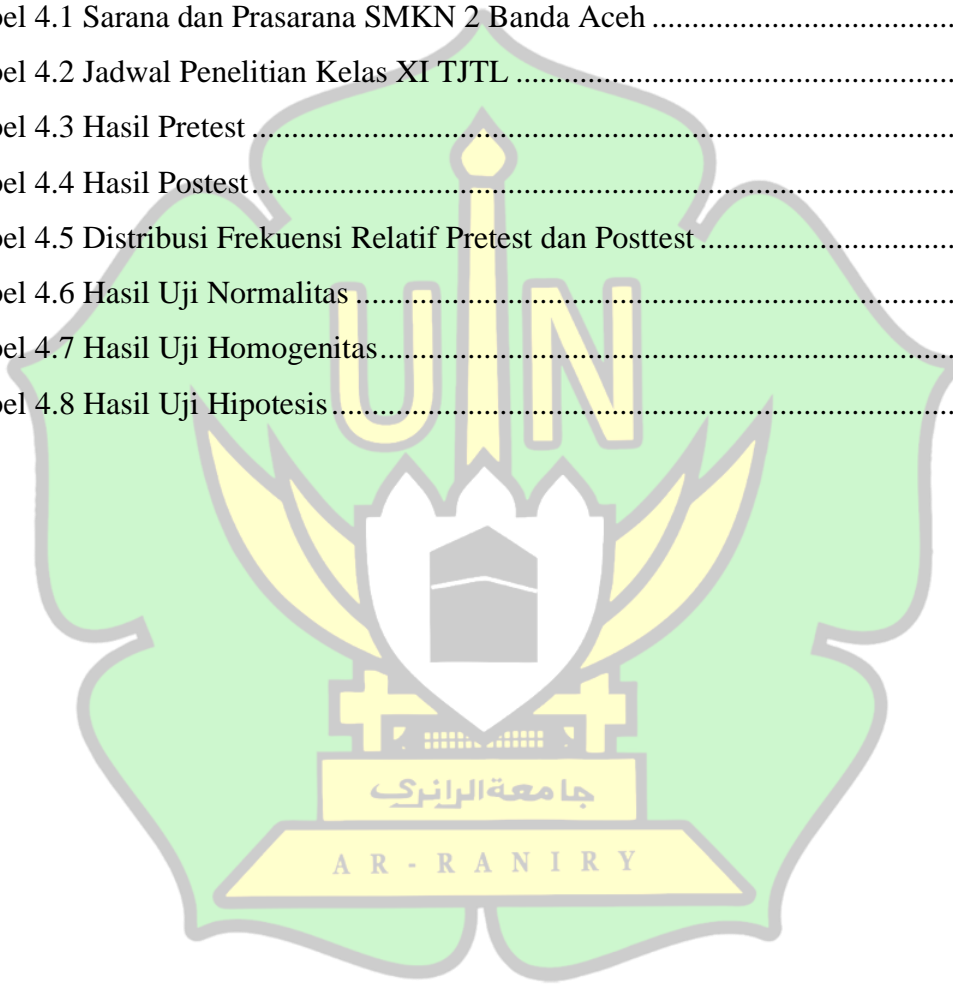 bel 4.1 Sarana dan Prasarana SMKN 2 Banda Aceh ....................................
bel 4.2 Jadwal Penelitian Kelas XI TJTL ........................................................
bel 4.3 Hasil Pretest ........................................................................................
bel 4.4 Hasil Postest ........................................................................................
bel 4.5 Distribusi Frekuensi Relatif Pretest dan Posttest ..............................
bel 4.6 Hasil Uji Normalitas ...........................................................................
bel 4.7 Hasil Uji Homogenitas ........................................................................
bel 4.8 Hasil Uji Hipotesis ..............................................................................
UIN
جامعة الرانري
AR-RANIRY